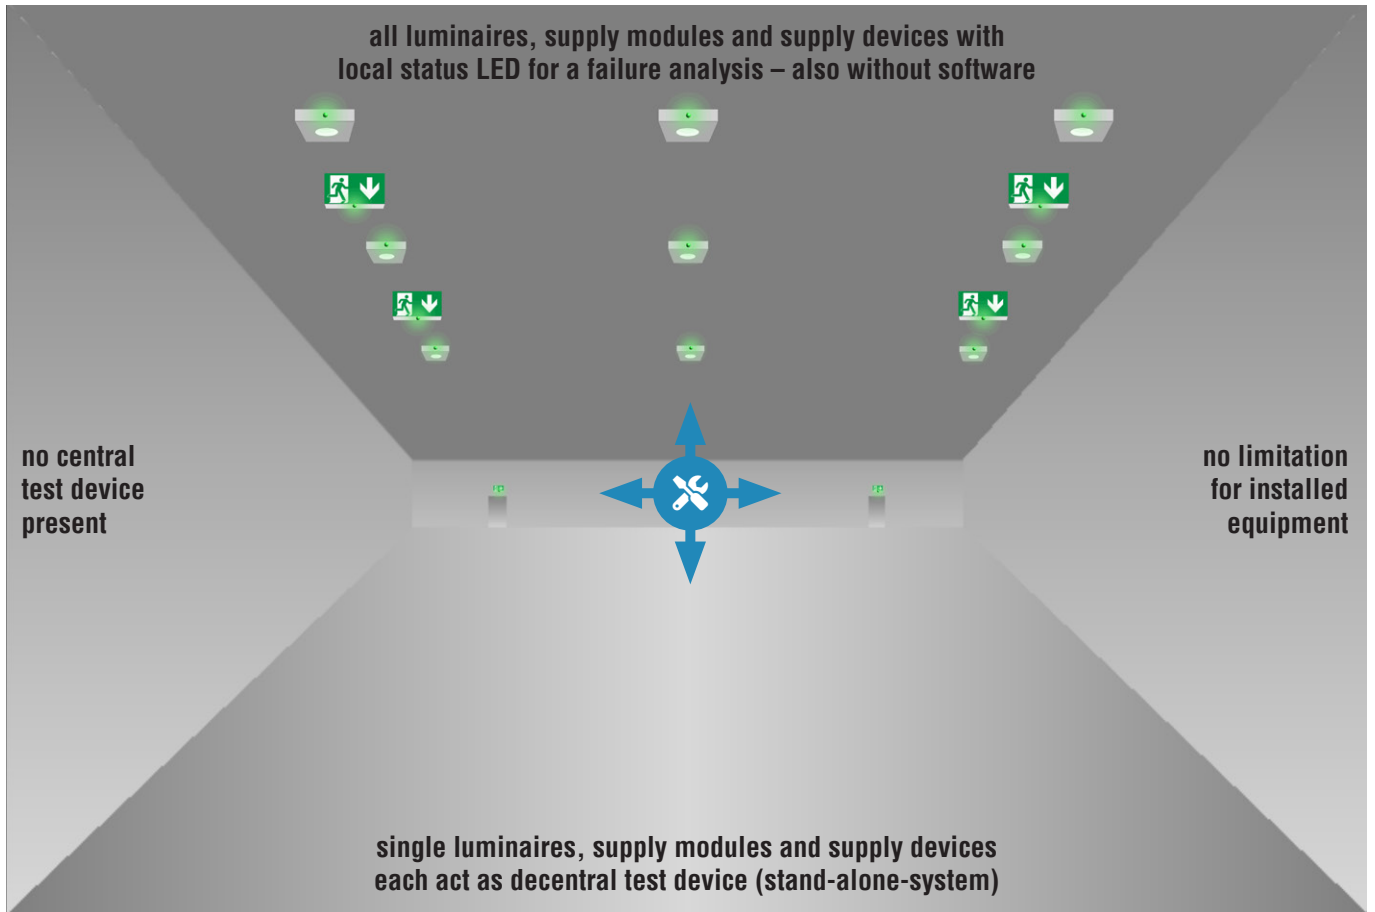 all luminaires, supply modules and supply devices with
local status LED for a failure analysis – also without software
no central
test device
present
no limitation
for installed
equipment
single luminaires, supply modules and supply devices
each act as decentral test device (stand-alone-system)